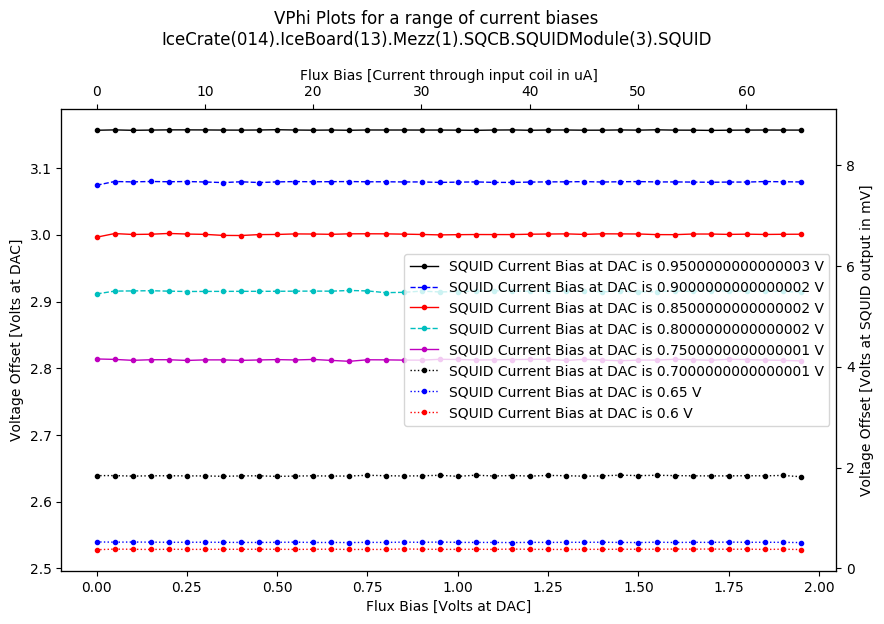 VPhi Plots for a range of current biases
IceCrate(014).IceBoard(13).Mezz(1).SQCB.SQUIDModule(3).SQUID
Flux Bias [Current through input coil in uA]
0 10 20 30 40 50 60
Voltage Offset [Volts at DAC]
3.1
3.0
2.9
2.8
2.7
2.6
2.5
SQUID Current Bias at DAC is 0.9500000000000003 V
SQUID Current Bias at DAC is 0.9000000000000002 V
SQUID Current Bias at DAC is 0.8500000000000002 V
SQUID Current Bias at DAC is 0.8000000000000002 V
SQUID Current Bias at DAC is 0.7500000000000001 V
SQUID Current Bias at DAC is 0.7000000000000001 V
SQUID Current Bias at DAC is 0.65 V
SQUID Current Bias at DAC is 0.6 V
8
6
4
2
0
Voltage Offset [Volts at SQUID output in mV]
0.00 0.25 0.50 0.75 1.00 1.25 1.50 1.75 2.00
Flux Bias [Volts at DAC]